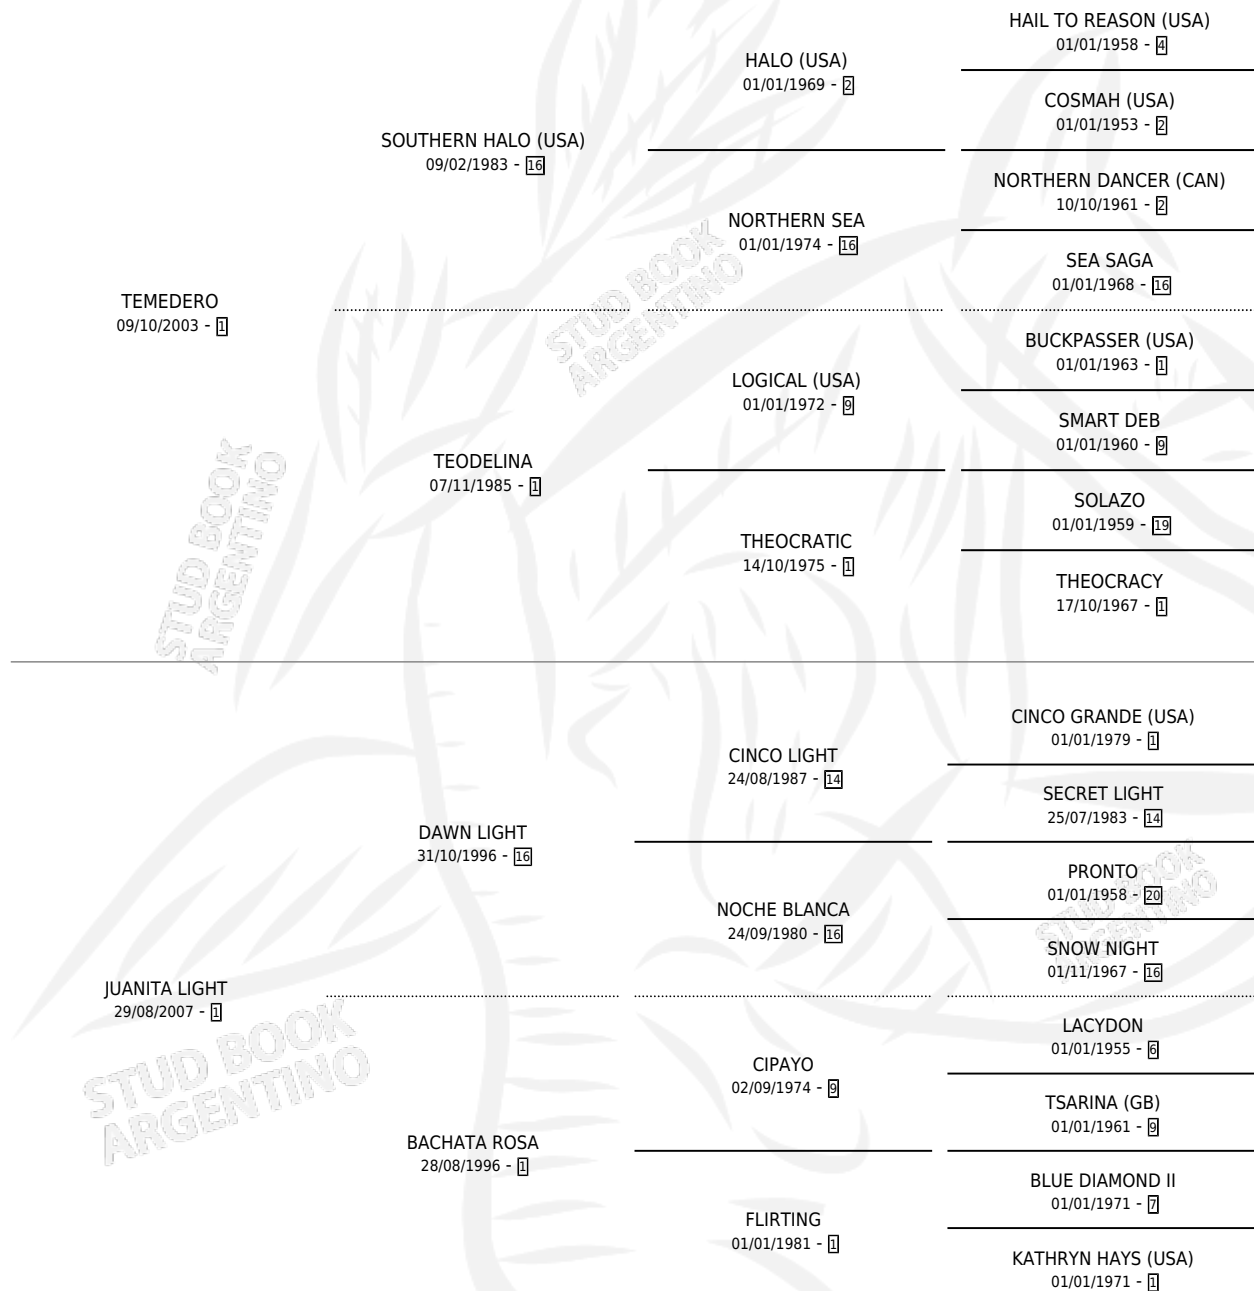 HAIL TO REASON (USA)
01/01/1958 - 4
HALO (USA)
01/01/1969 - 2
COSMAH (USA)
01/01/1953 - 2
SOUTHERN HALO (USA)
09/02/1983 - 16
NORTHERN DANCER (CAN)
10/10/1961 - 2
NORTHERN SEA
01/01/1974 - 16
SEA SAGA
01/01/1968 - 16
TEMEDERO
09/10/2003 - 1
BUCKPASSER (USA)
01/01/1963 - 1
LOGICAL (USA)
01/01/1972 - 9
SMART DEB
01/01/1960 - 9
TEODELINA
07/11/1985 - 1
SOLAZO
01/01/1959 - 19
THEOCRATIC
14/10/1975 - 1
THEOCRACY
17/10/1967 - 1
CINCO GRANDE (USA)
01/01/1979 - 1
CINCO LIGHT
24/08/1987 - 14
SECRET LIGHT
25/07/1983 - 14
DAWN LIGHT
31/10/1996 - 16
PRONTO
01/01/1958 - 20
NOCHE BLANCA
24/09/1980 - 16
SNOW NIGHT
01/11/1967 - 16
JUANITA LIGHT
29/08/2007 - 1
LACYDON
01/01/1955 - 6
CIPAYO
02/09/1974 - 9
TSARINA (GB)
01/01/1961 - 9
BACHATA ROSA
28/08/1996 - 1
BLUE DIAMOND II
01/01/1971 - 7
FLIRTING
01/01/1981 - 1
KATHRYN HAYS (USA)
01/01/1971 - 1
STUD BOOK
ARGENTINO
STUD BOOK
ARGENTINO
STUD BOOK
ARGENTINO
STUD BOOK
ARGENTINO